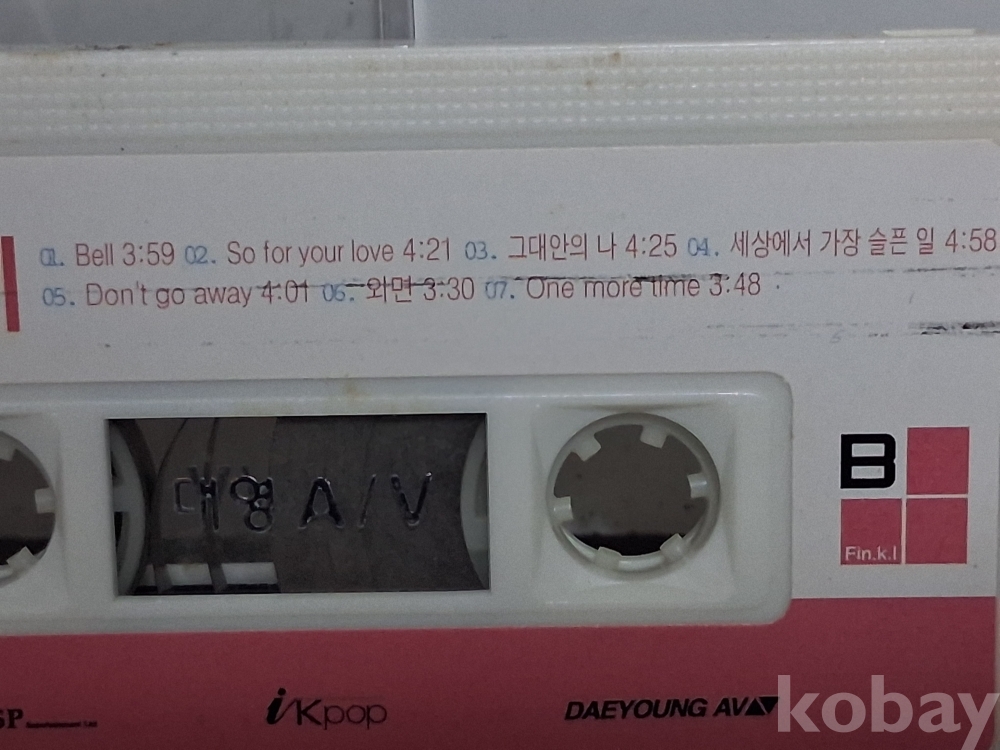 01. Bell 3:59 02. So for your love 4:21 03. 그대안의 나 4:25 04. 세상에서 가장 슬픈 일 4:58
05. Don't go away 4:01 06. 외면 3:30 07. One more time 3:48
대영 A/V
B
Fin.k.l
SP
i Kpop
DAEYOUNG AV
kobay